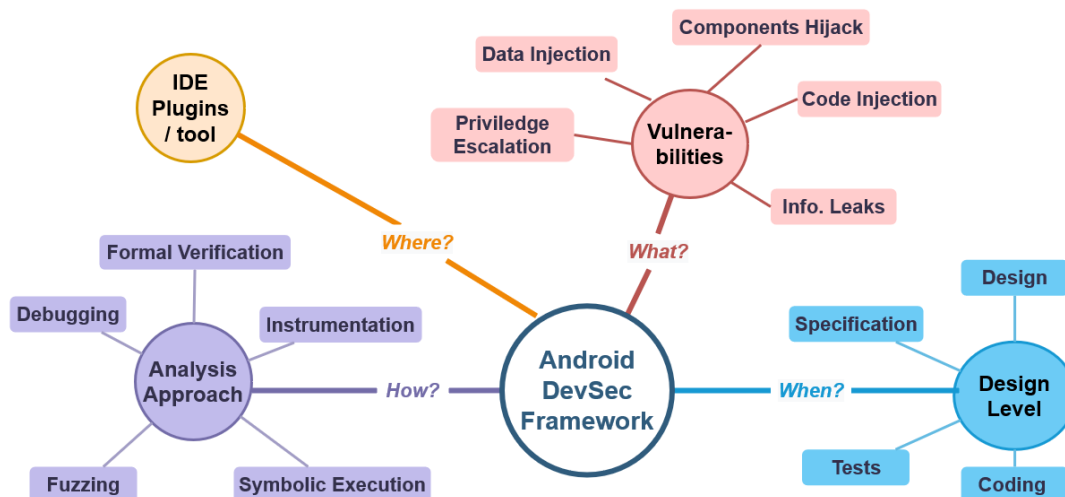 IDE
Plugins
/ tool
Where?
Components Hijack
Data Injection
Code Injection
Priviledge
Escalation
Vulnera-
bilities
Info. Leaks
What?
Formal Verification
Debugging
Instrumentation
Analysis
Approach
Fuzzing
Symbolic Execution
How?
Android
DevSec
Framework
When?
Design
Specification
Design
Level
Tests
Coding